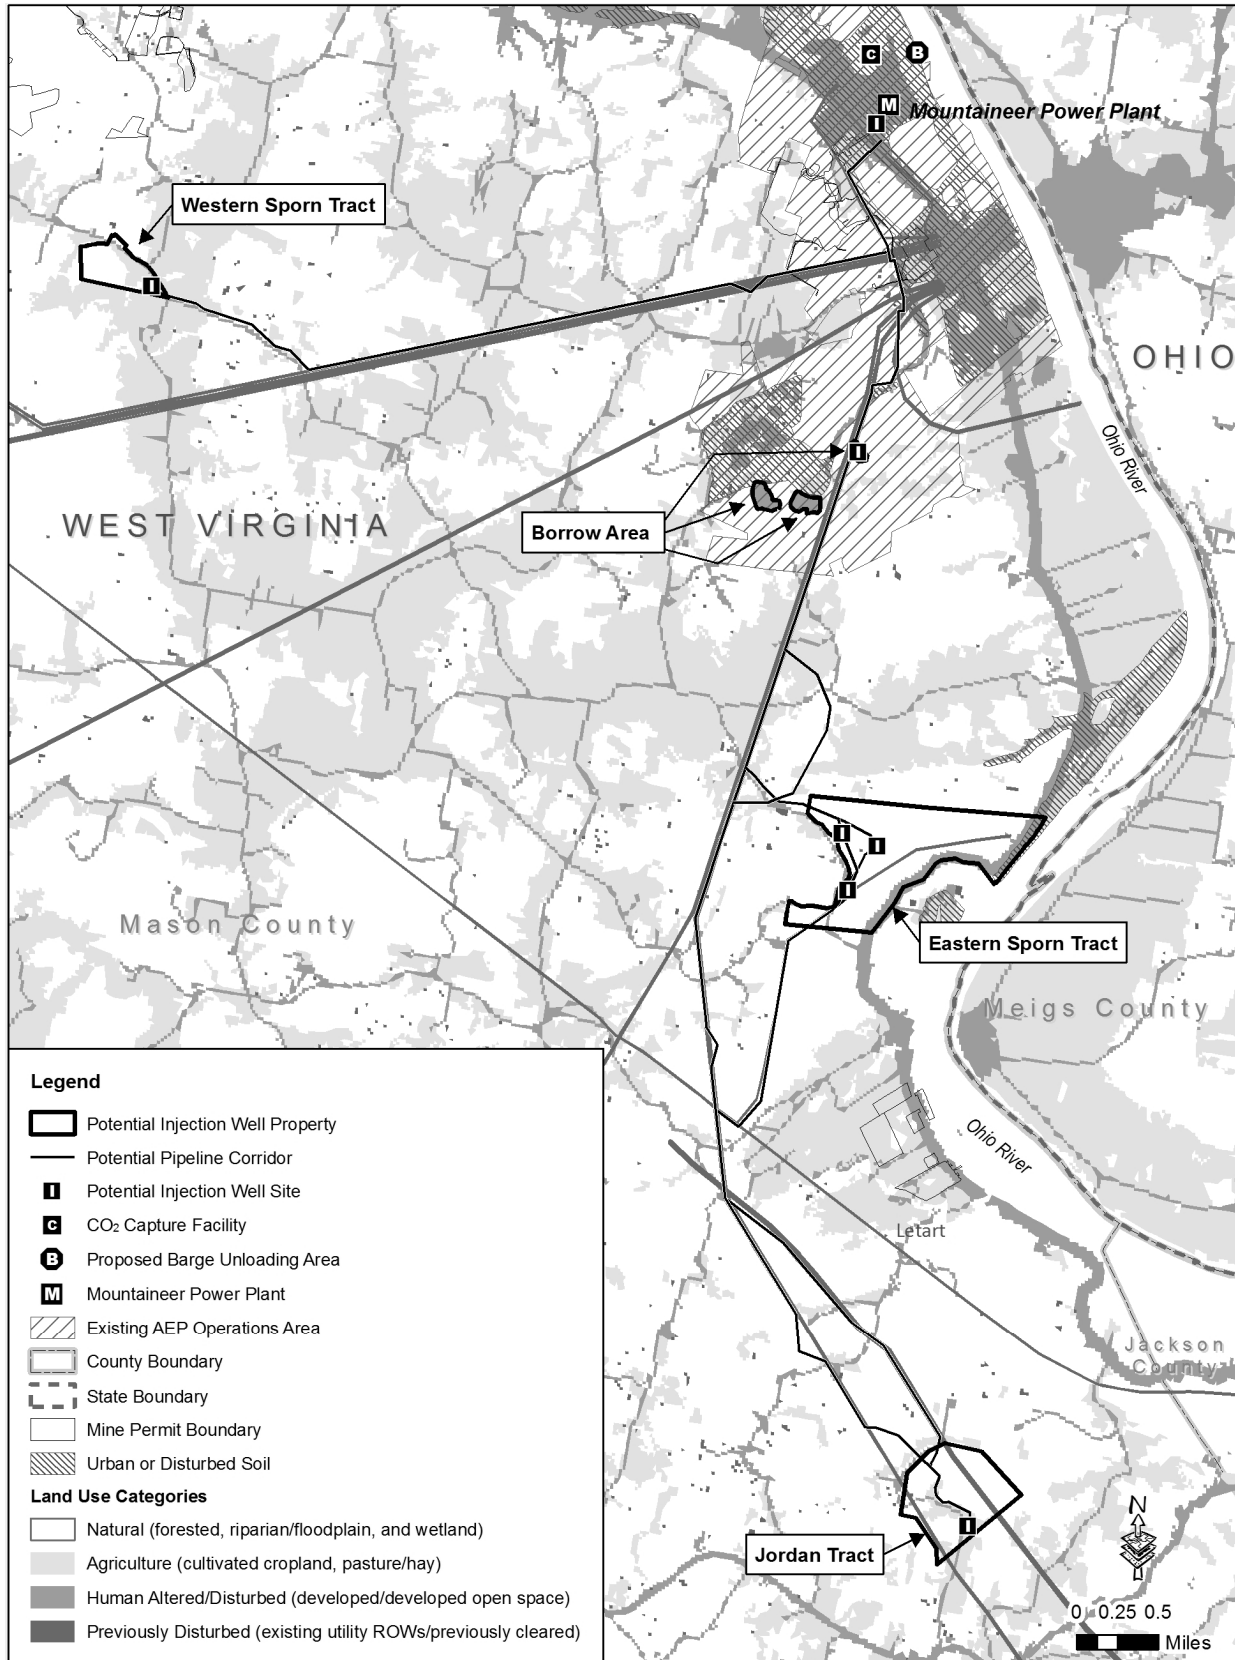 C
B
M
Mountaineer Power Plant
I
Western Sporn Tract
I
OHIO
Ohio River
I
WEST VIRGINIA
Borrow Area
I
I
I
Mason County
Eastern Sporn Tract
Meigs County
Ohio River
Letart
Jackson
County
I
Jordan Tract
N
0 0.25 0.5
Miles
Legend
Potential Injection Well Property
Potential Pipeline Corridor
I Potential Injection Well Site
C CO₂ Capture Facility
B Proposed Barge Unloading Area
M Mountaineer Power Plant
Existing AEP Operations Area
County Boundary
State Boundary
Mine Permit Boundary
Urban or Disturbed Soil
Land Use Categories
Natural (forested, riparian/floodplain, and wetland)
Agriculture (cultivated cropland, pasture/hay)
Human Altered/Disturbed (developed/developed open space)
Previously Disturbed (existing utility ROWs/previously cleared)